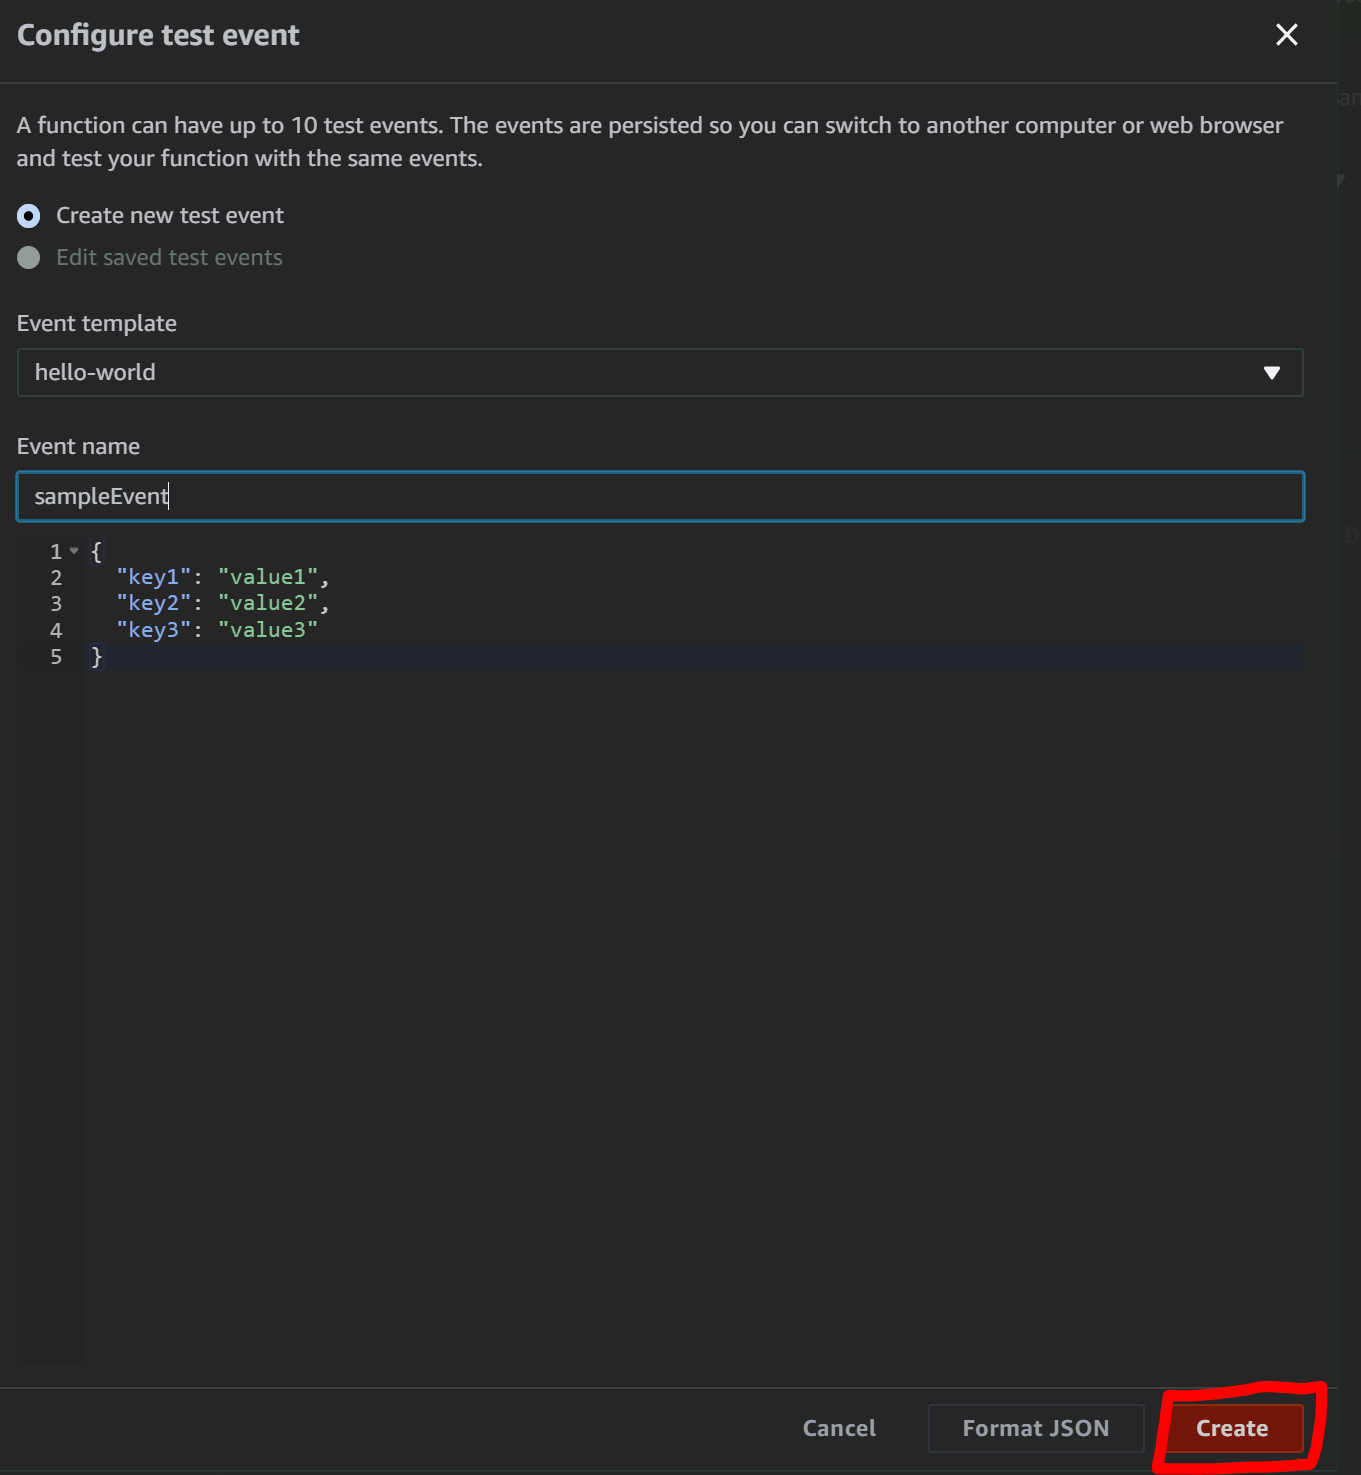 Configure test event
A function can have up to 10 test events. The events are persisted so you can switch to another computer or web browser
and test your function with the same events.
Create new test event
Edit saved test events
Event template
hello-world
Event name
sampleEvent
1 {
2 "key1": "value1",
3 "key2": "value2",
4 "key3": "value3"
5 }
Cancel
Format JSON
Create